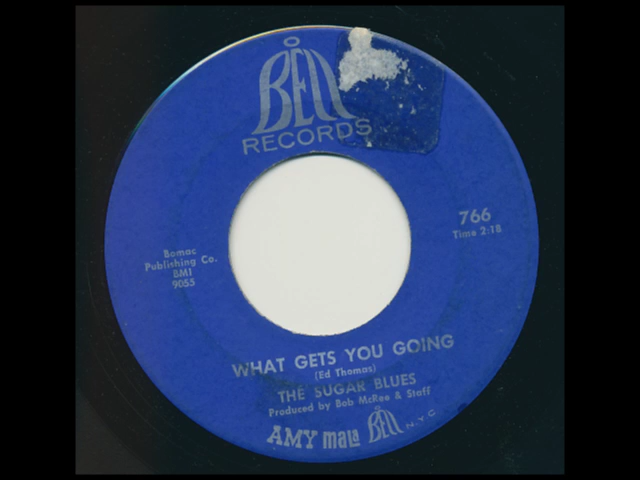 BELL
RECORDS
766
Time 2:18
Bomac
Publishing Co.
BMI
9055
WHAT GETS YOU GOING
(Ed Thomas)
THE SUGAR BLUES
Produced by Bob McRee & Staff
AMY mala BELL N.Y.C.